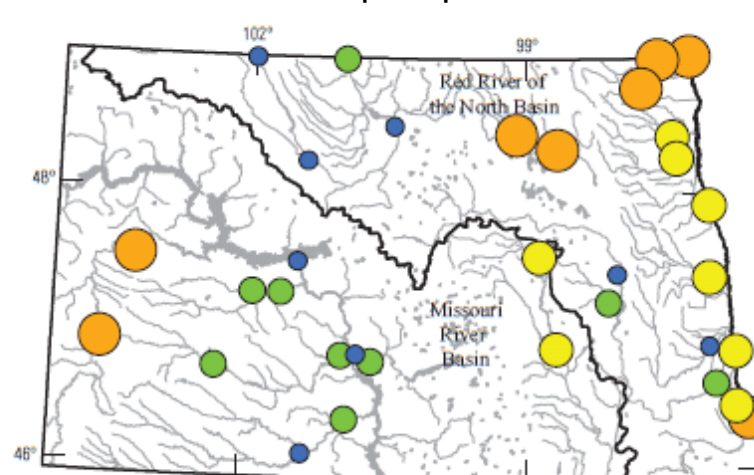 102°
99°
Red River of
the North Basin
48°
Missouri
River
Basin
46°